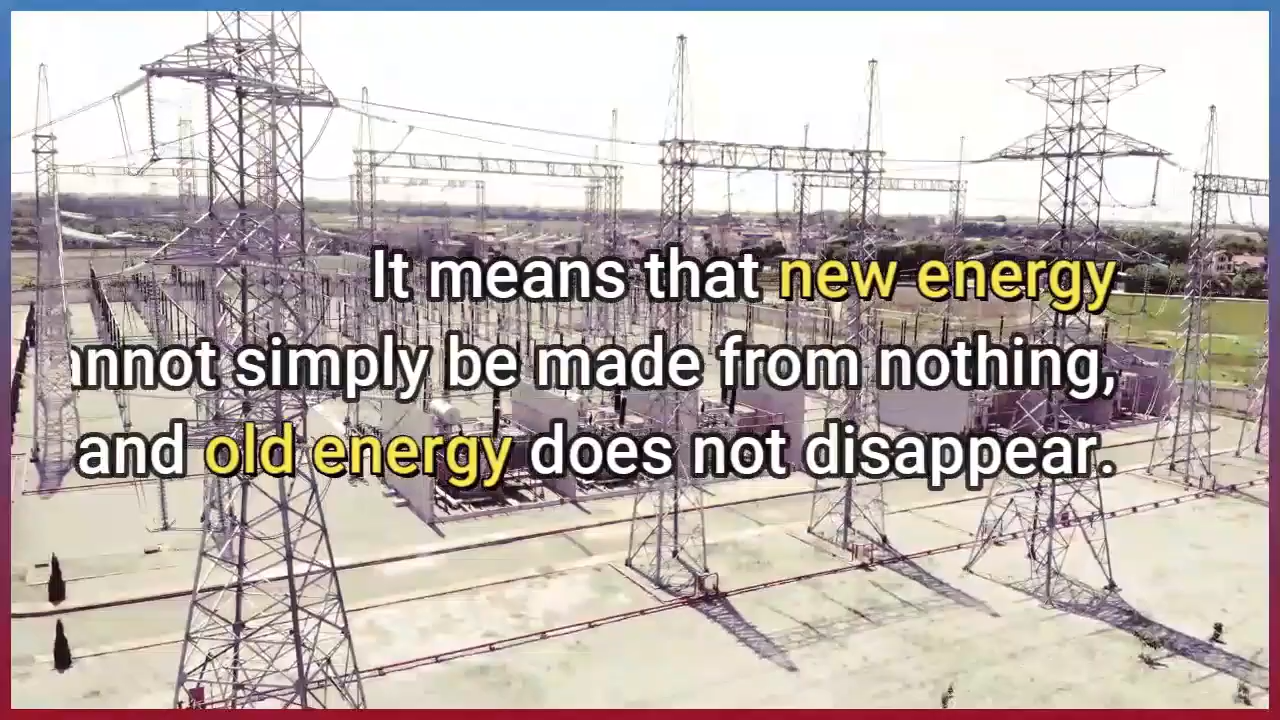 It means that new energy
annot simply be made from nothing,
and old energy does not disappear.